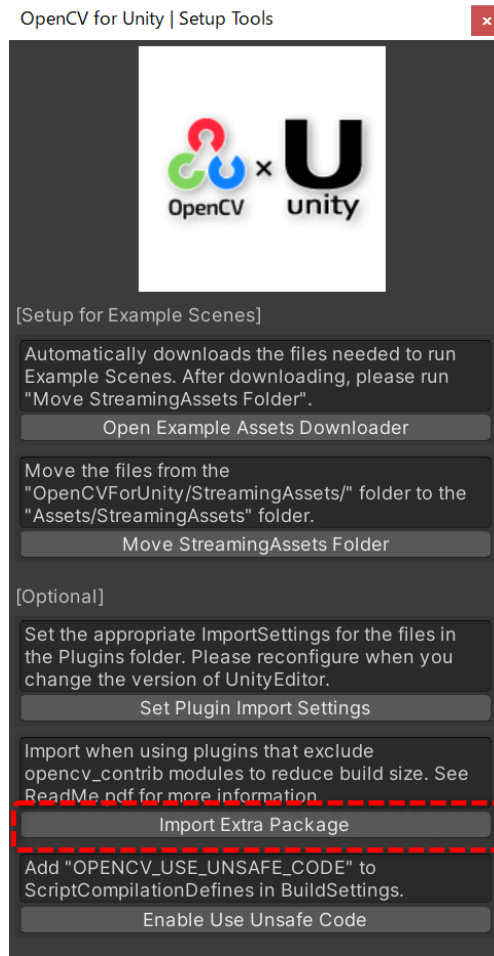 OpenCV for Unity | Setup Tools
×
OpenCV
×
U
unity
[Setup for Example Scenes]
Automatically downloads the files needed to run
Example Scenes. After downloading, please run
"Move StreamingAssets Folder".
Open Example Assets Downloader
Move the files from the
"OpenCVForUnity/StreamingAssets/" folder to the
"Assets/StreamingAssets" folder.
Move StreamingAssets Folder
[Optional]
Set the appropriate ImportSettings for the files in
the Plugins folder. Please reconfigure when you
change the version of UnityEditor.
Set Plugin Import Settings
Import when using plugins that exclude
opencv_contrib modules to reduce build size. See
ReadMe.pdf for more information
Import Extra Package
Add "OPENCV_USE_UNSAFE_CODE" to
ScriptCompilationDefines in BuildSettings.
Enable Use Unsafe Code